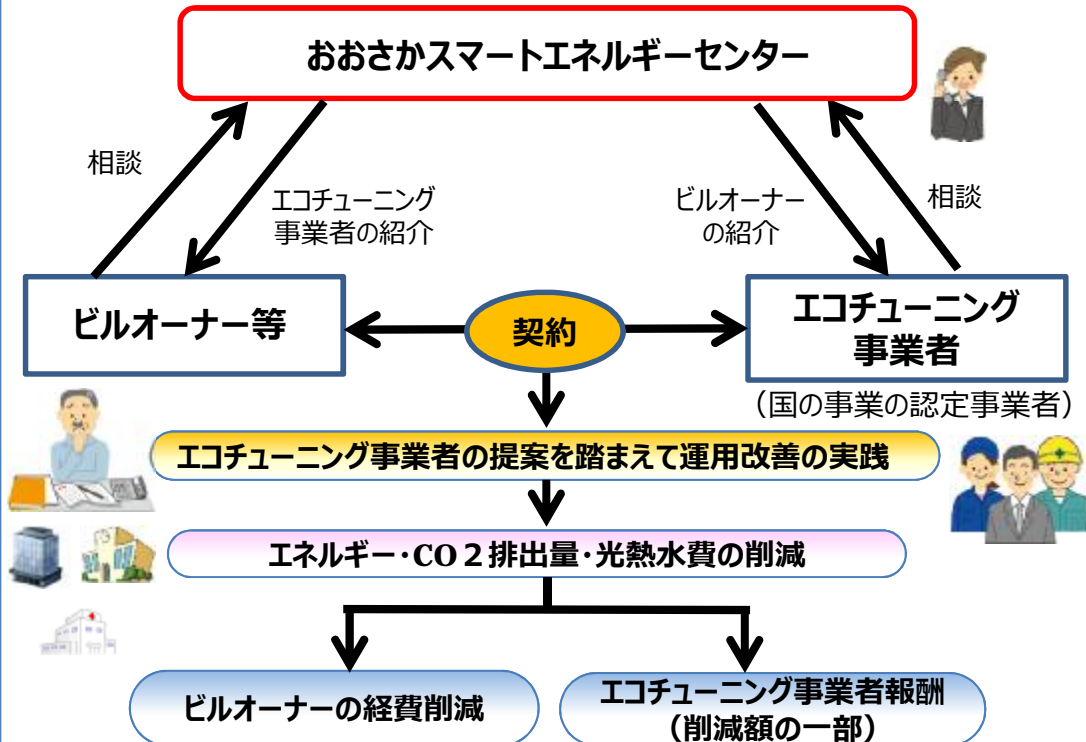 おおさかスマートエネルギーセンター
相談
エコチューニング
事業者の紹介
ビルオーナー
の紹介
相談
ビルオーナー等
契約
エコチューニング
事業者
（国の事業の認定事業者）
エコチューニング事業者の提案を踏まえて運用改善の実践
エネルギー・CO２排出量・光熱水費の削減
ビルオーナーの経費削減
エコチューニング事業者報酬
（削減額の一部）